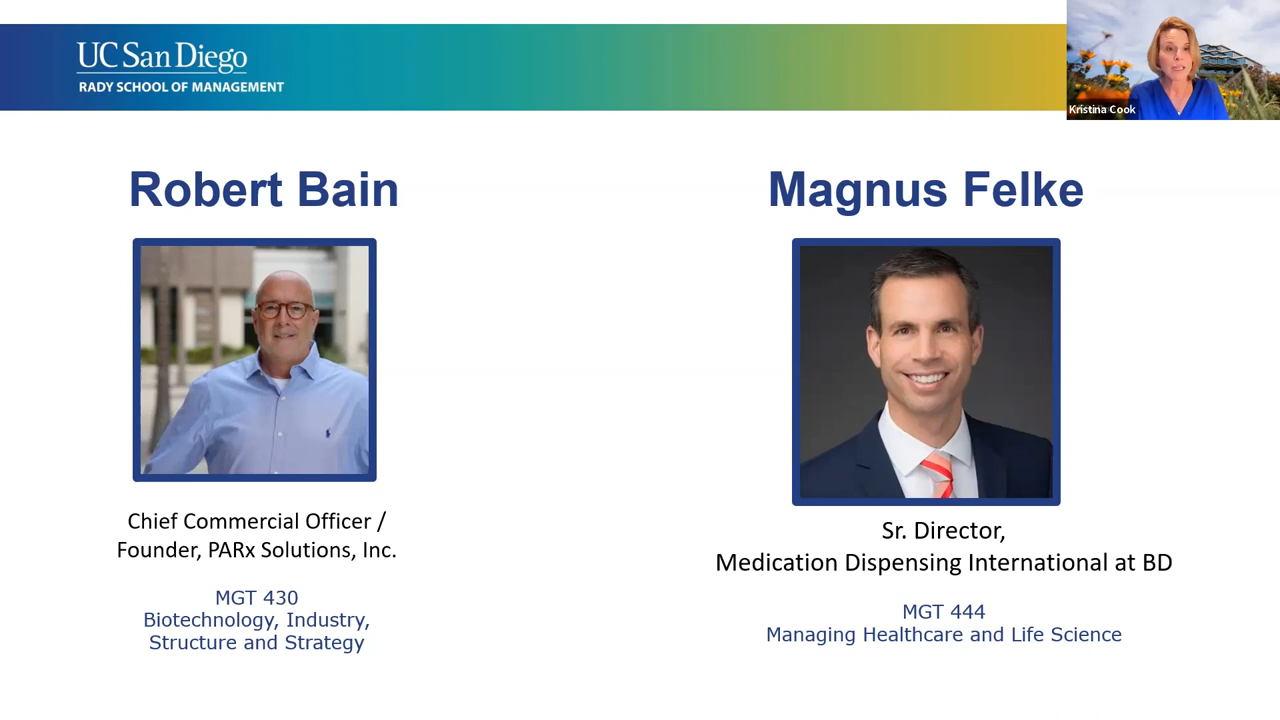 UC San Diego
RADY SCHOOL OF MANAGEMENT
Kristina Cook
Robert Bain
Chief Commercial Officer /
Founder, PARx Solutions, Inc.
MGT 430
Biotechnology, Industry,
Structure and Strategy
Magnus Felke
Sr. Director,
Medication Dispensing International at BD
MGT 444
Managing Healthcare and Life Science